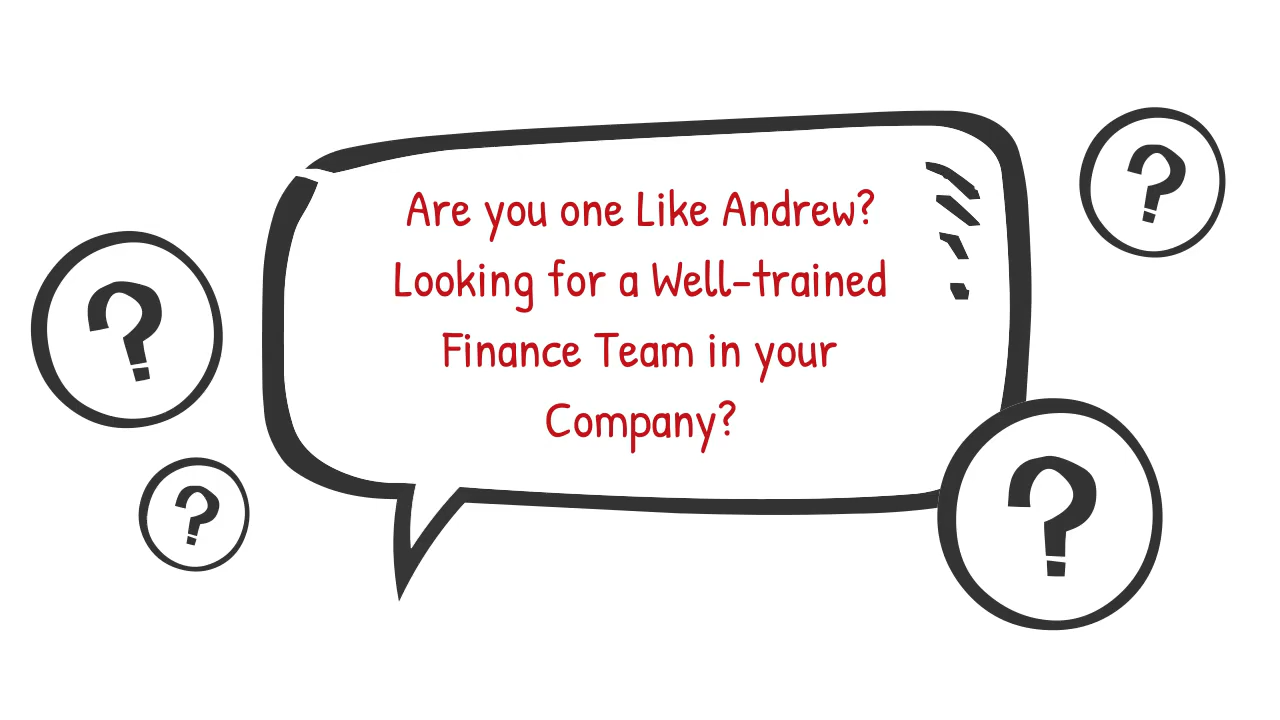 Are you one Like Andrew?
Looking for a Well-trained
Finance Team in your
Company?
?
?
?
?